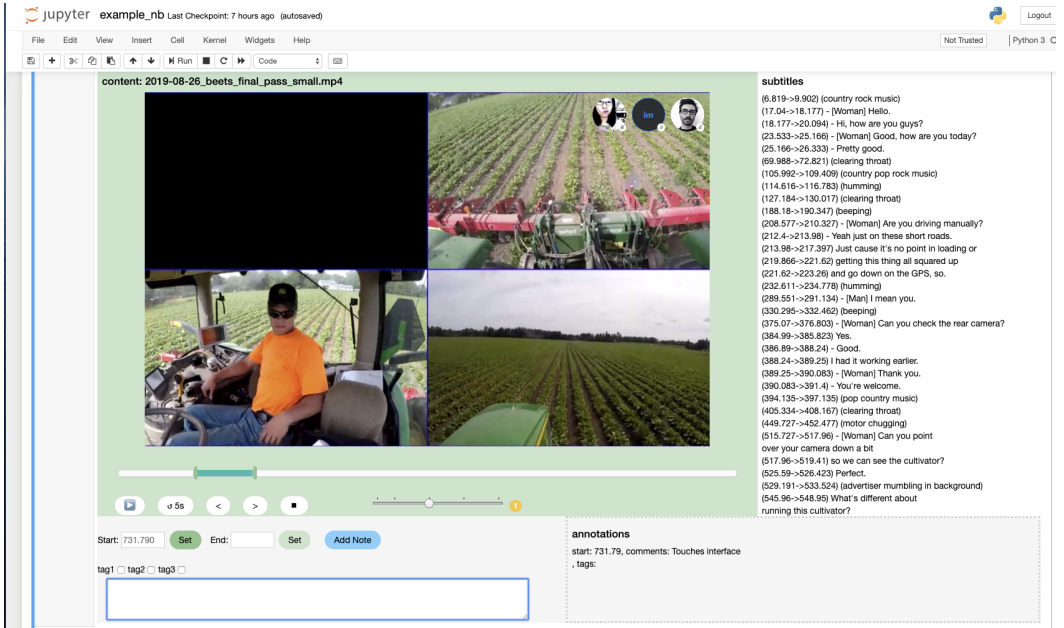 jupyter example_nb Last Checkpoint: 7 hours ago (autosaved)
Logout
File Edit View Insert Cell Kernel Widgets Help
Not Trusted
Python 3
Run
Code
content: 2019-08-26_beets_final_pass_small.mp4
im
subtitles
(6.819->9.902) (country rock music)
(17.04->18.177) - [Woman] Hello.
(18.177->20.094) - Hi, how are you guys?
(23.533->25.166) - [Woman] Good, how are you today?
(25.166->26.333) - Pretty good.
(69.988->72.821) (clearing throat)
(105.992->109.409) (country pop rock music)
(114.616->116.783) (humming)
(127.184->130.017) (clearing throat)
(188.18->190.347) (beeping)
(208.577->210.327) - [Woman] Are you driving manually?
(212.4->213.98) - Yeah just on these short roads.
(213.98->217.397) Just cause it's no point in loading or
(219.866->221.62) getting this thing all squared up
(221.62->223.26) and go down on the GPS, so.
(232.611->234.778) (humming)
(289.551->291.134) - [Man] I mean you.
(330.295->332.462) (beeping)
(375.07->376.803) - [Woman] Can you check the rear camera?
(384.99->385.823) Yes.
(386.89->388.24) - Good.
(388.24->389.25) I had it working earlier.
(389.25->390.083) - [Woman] Thank you.
(390.083->391.4) - You're welcome.
(394.135->397.135) (pop country music)
(405.334->408.167) (clearing throat)
(449.727->452.477) (motor chugging)
(515.727->517.96) - [Woman] Can you point
over your camera down a bit
(517.96->519.41) so we can see the cultivator?
(525.59->526.423) Perfect.
(529.191->533.524) (advertiser mumbling in background)
(545.96->548.95) What's different about
running this cultivator?
↺ 5s < >
1
Start: 731.790 Set End: Set Add Note
tag1 tag2 tag3
annotations
start: 731.79, comments: Touches interface
, tags: